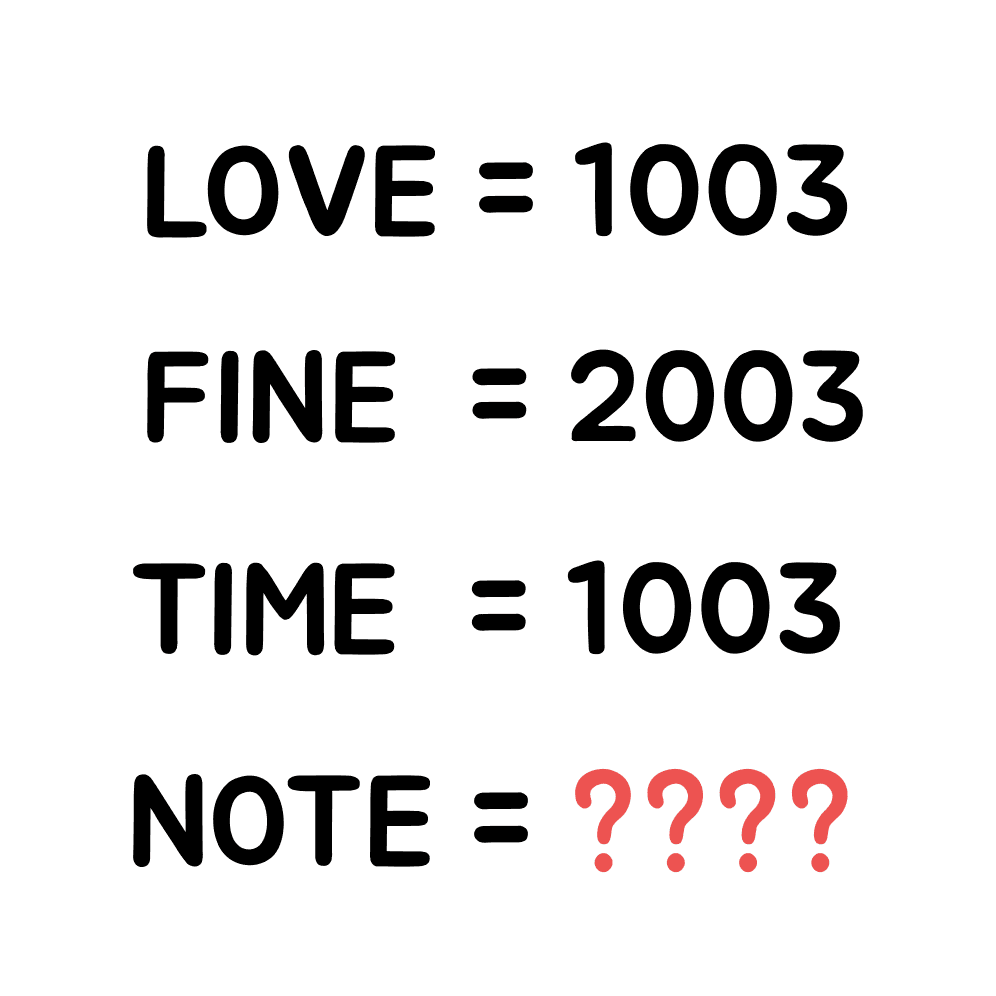 LOVE = 1003
FINE = 2003
TIME = 1003
NOTE = ????